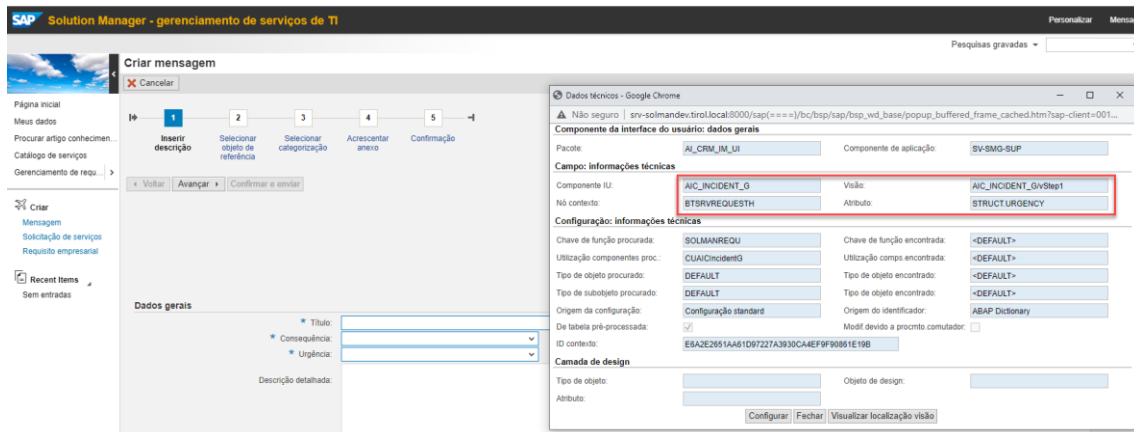 SAP Solution Manager - gerenciamento de serviços de TI
Personalizar Mensa
Pesquisas gravadas
Criar mensagem
Cancelar
Página inicial
Meus dados
Procurar artigo conhecimen...
Catálogo de serviços
Gerenciamento de requ...
Criar
Mensagem
Solicitação de serviços
Requisito empresarial
Recent Items
Sem entradas
1 2 3 4 5
Inserir descrição
Selecionar objeto de referência
Selecionar categorização
Acrescentar anexo
Confirmação
Voltar Avançar Confirmar e enviar
Dados gerais
* Título:
* Consequência:
* Urgência:
Descrição detalhada:
Dados técnicos - Google Chrome
Não seguro | srv-solmandev.tirol.local:8000/sap(====)/bc/bsp/sap/bsp_wd_base/popup_buffered_frame_cached.htm?sap-client=001...
Componente da interface do usuário: dados gerais
Pacote: AI_CRM_IM_UI Componente de aplicação: SV-SMG-SUP
Campo: informações técnicas
Componente IU: AIC_INCIDENT_G Visão: AIC_INCIDENT_G/vStep1
Nó contexto: BTSRVREQUESTH Atributo: STRUCT.URGENCY
Configuração: informações técnicas
Chave de função procurada: SOLMANREQU Chave de função encontrada: <DEFAULT>
Utilização componentes proc.: CUAICIncidentG Utilização comps.encontrada: <DEFAULT>
Tipo de objeto procurado: DEFAULT Tipo de objeto encontrado: <DEFAULT>
Tipo de subobjeto procurado: DEFAULT Tipo de objeto encontrado: <DEFAULT>
Origem da configuração: Configuração standard Origem do identificador: ABAP Dictionary
De tabela pré-processada: Modif.devido a procmto.comutador:
ID contexto: E6A2E2651AA61D97227A3930CA4EF9F90861E19B
Camada de design
Tipo de objeto: Objeto de design:
Atributo:
Configurar Fechar Visualizar localização visão